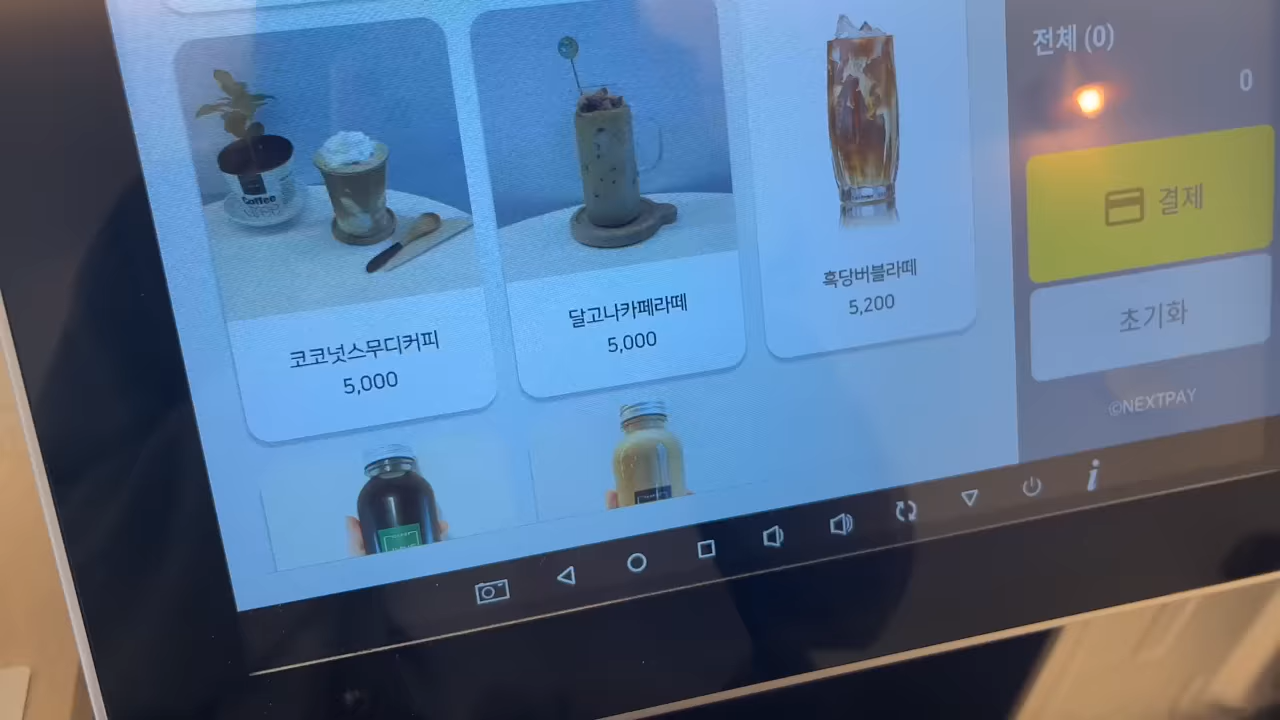 전체 (0)
0
결제
초기화
©NEXTPAY
Coffee
코코넛스무디커피
5,000
달고나카페라떼
5,000
흑당버블라떼
5,200